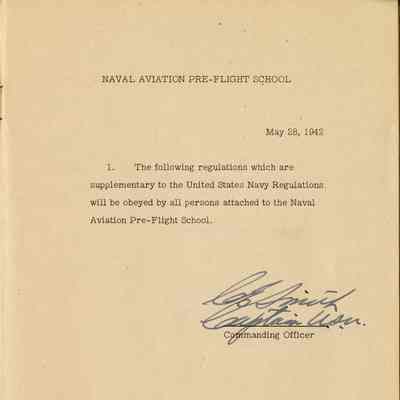 NAVAL AVIATION PRE-FLIGHT SCHOOL
May 28, 1942
1. The following regulations which are
supplementary to the United States Navy Regulations
will be obeyed by all persons attached to the Naval
Aviation Pre-Flight School.
Smith
Captain USN.
Commanding Officer